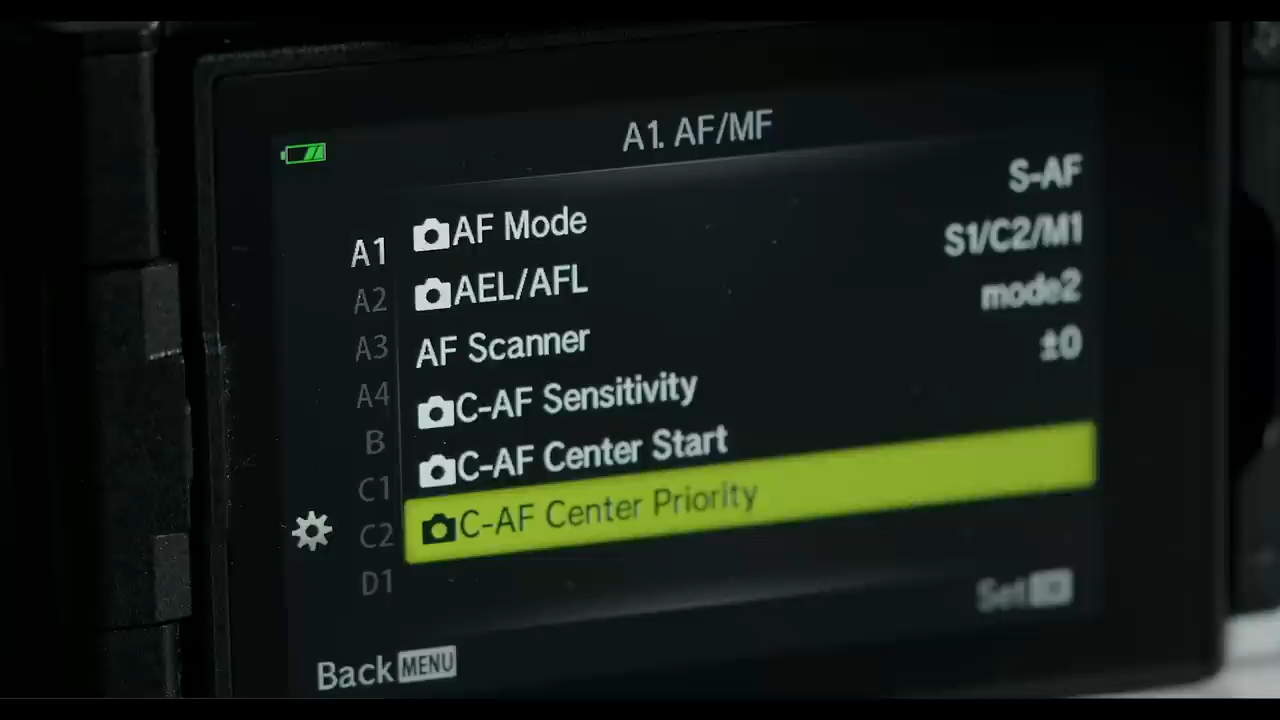 A1. AF/MF
AF Mode S-AF
AEL/AFL S1/C2/M1
AF Scanner mode2
C-AF Sensitivity ±0
C-AF Center Start
C-AF Center Priority
A1
A2
A3
A4
B
C1
C2
D1
Back MENU
Set